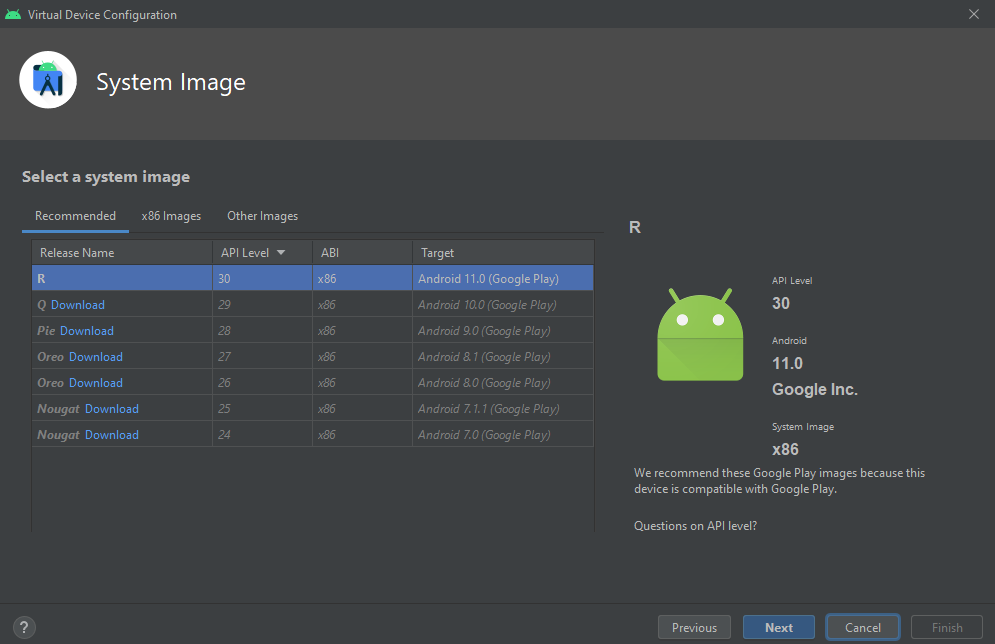 Virtual Device Configuration
System Image
Select a system image
Recommended x86 Images Other Images
Release Name API Level ABI Target
R 30 x86 Android 11.0 (Google Play)
Q Download 29 x86 Android 10.0 (Google Play)
Pie Download 28 x86 Android 9.0 (Google Play)
Oreo Download 27 x86 Android 8.1 (Google Play)
Oreo Download 26 x86 Android 8.0 (Google Play)
Nougat Download 25 x86 Android 7.1.1 (Google Play)
Nougat Download 24 x86 Android 7.0 (Google Play)
R
API Level
30
Android
11.0
Google Inc.
System Image
x86
We recommend these Google Play images because this
device is compatible with Google Play.
Questions on API level?
? Previous Next Cancel Finish